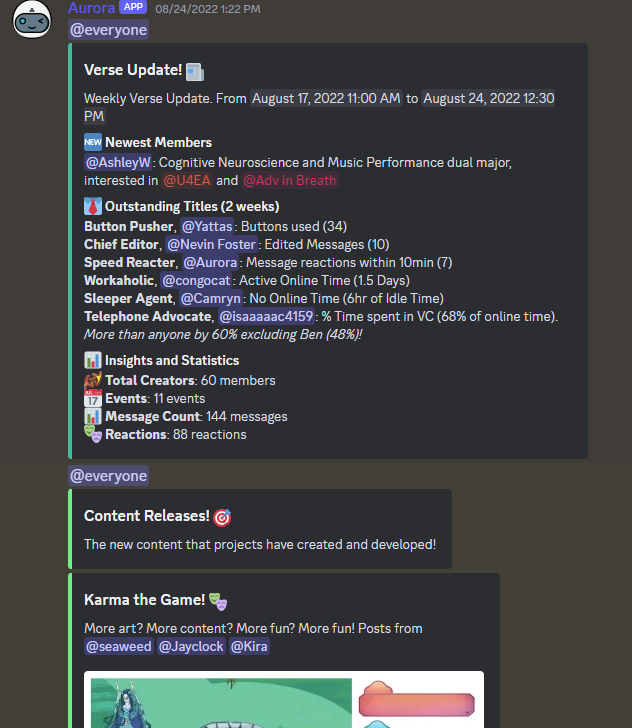 Aurora APP 08/24/2022 1:22 PM
@everyone
Verse Update!
Weekly Verse Update. From August 17, 2022 11:00 AM to August 24, 2022 12:30
PM
NEW Newest Members
@AshleyW: Cognitive Neuroscience and Music Performance dual major,
interested in @U4EA and @Adv in Breath
Outstanding Titles (2 weeks)
Button Pusher, @Yattas: Buttons used (34)
Chief Editor, @Nevin Foster: Edited Messages (10)
Speed Reacter, @Aurora: Message reactions within 10min (7)
Workaholic, @congocat: Active Online Time (1.5 Days)
Sleeper Agent, @Camryn: No Online Time (6hr of Idle Time)
Telephone Advocate, @isaaaaac4159: % Time spent in VC (68% of online time).
More than anyone by 60% excluding Ben (48%)!
Insights and Statistics
Total Creators: 60 members
JUL 17 Events: 11 events
Message Count: 144 messages
Reactions: 88 reactions
@everyone
Content Releases!
The new content that projects have created and developed!
Karma the Game!
More art? More content? More fun? More fun! Posts from
@seaweed @Jayclock @Kira